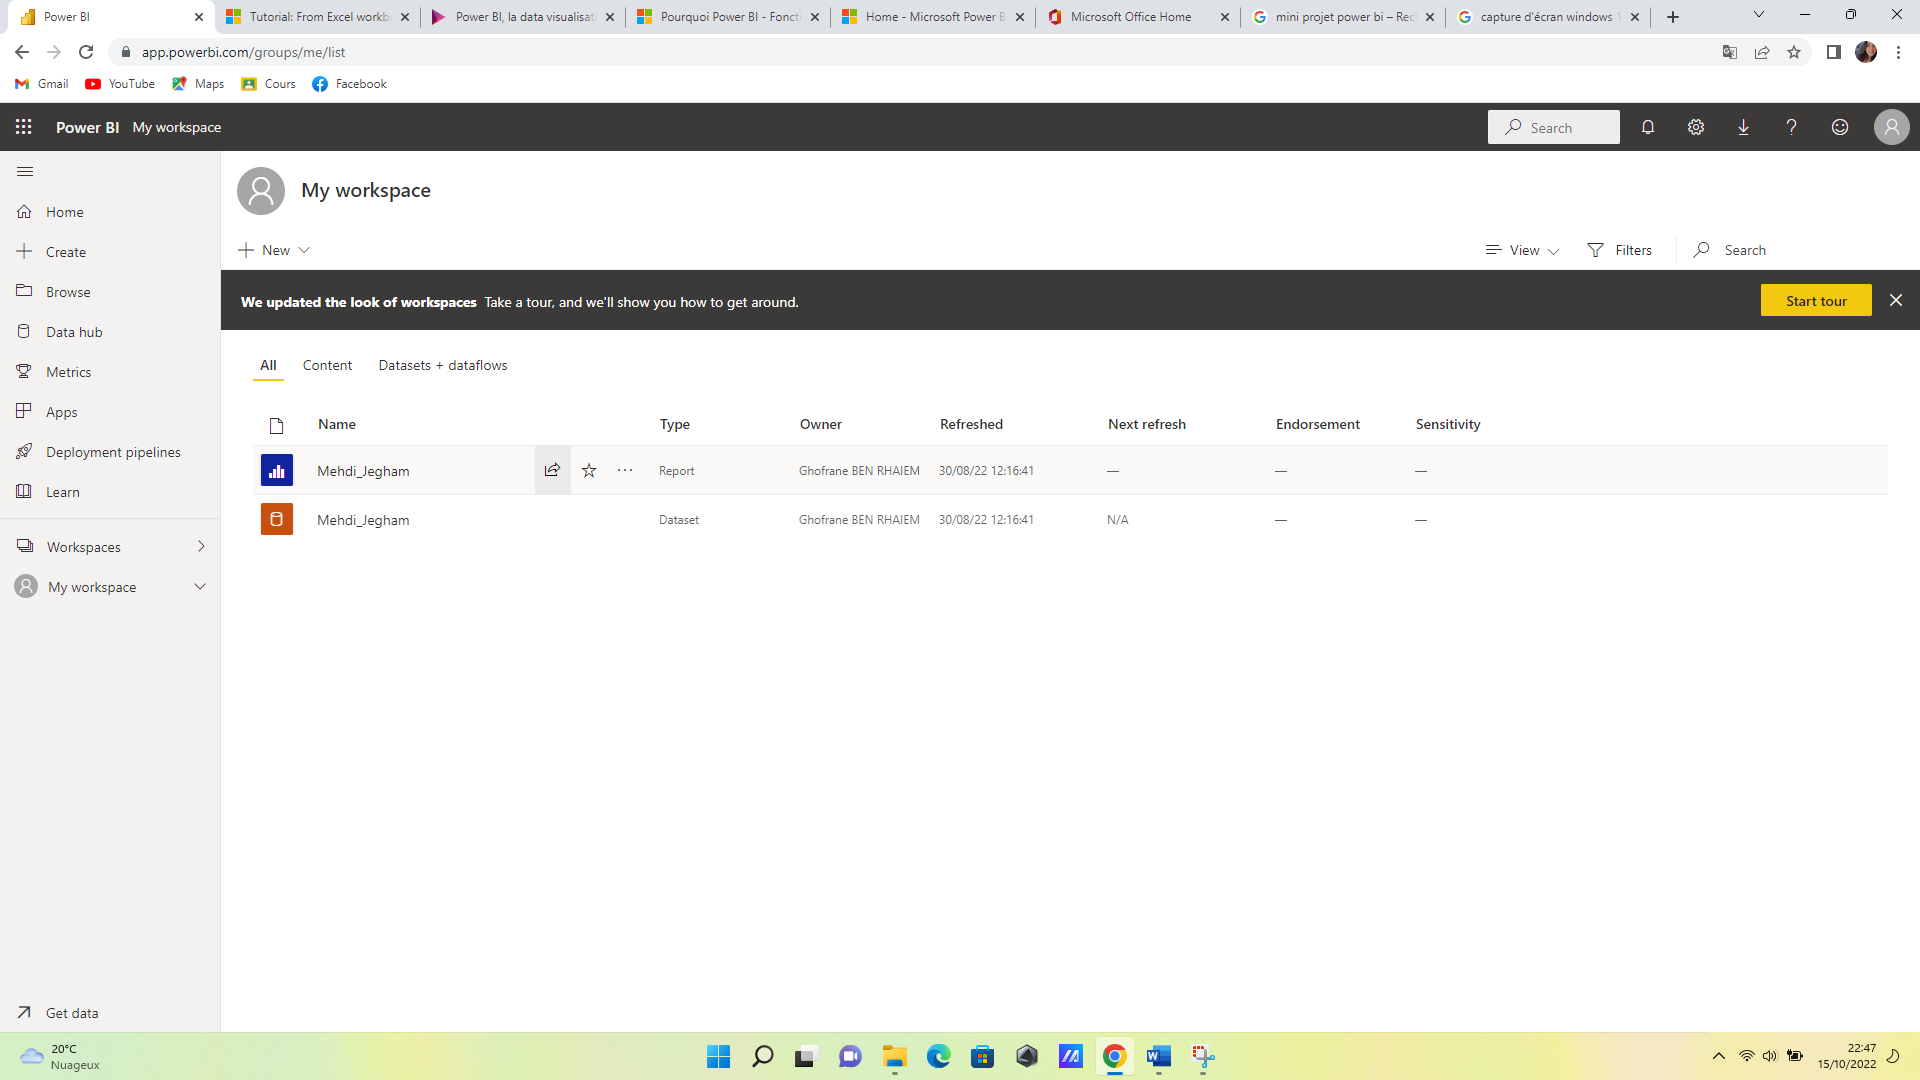 Power BI
Tutorial: From Excel workb
Power BI, la data visualisat
Pourquoi Power BI - Foncti
Home - Microsoft Power B
Microsoft Office Home
mini projet power bi – Rec
capture d'écran windows 1
app.powerbi.com/groups/me/list
Gmail
YouTube
Maps
Cours
Facebook
Power BI My workspace
Search
My workspace
Home
Create
Browse
Data hub
Metrics
Apps
Deployment pipelines
Learn
Workspaces
My workspace
Get data
New
View
Filters
Search
We updated the look of workspaces Take a tour, and we'll show you how to get around.
Start tour
All Content Datasets + dataflows
Name Type Owner Refreshed Next refresh Endorsement Sensitivity
Mehdi_Jegham Report Ghofrane BEN RHAIEM 30/08/22 12:16:41 — — —
Mehdi_Jegham Dataset Ghofrane BEN RHAIEM 30/08/22 12:16:41 N/A — —
20°C
Nuageux
22:47
15/10/2022